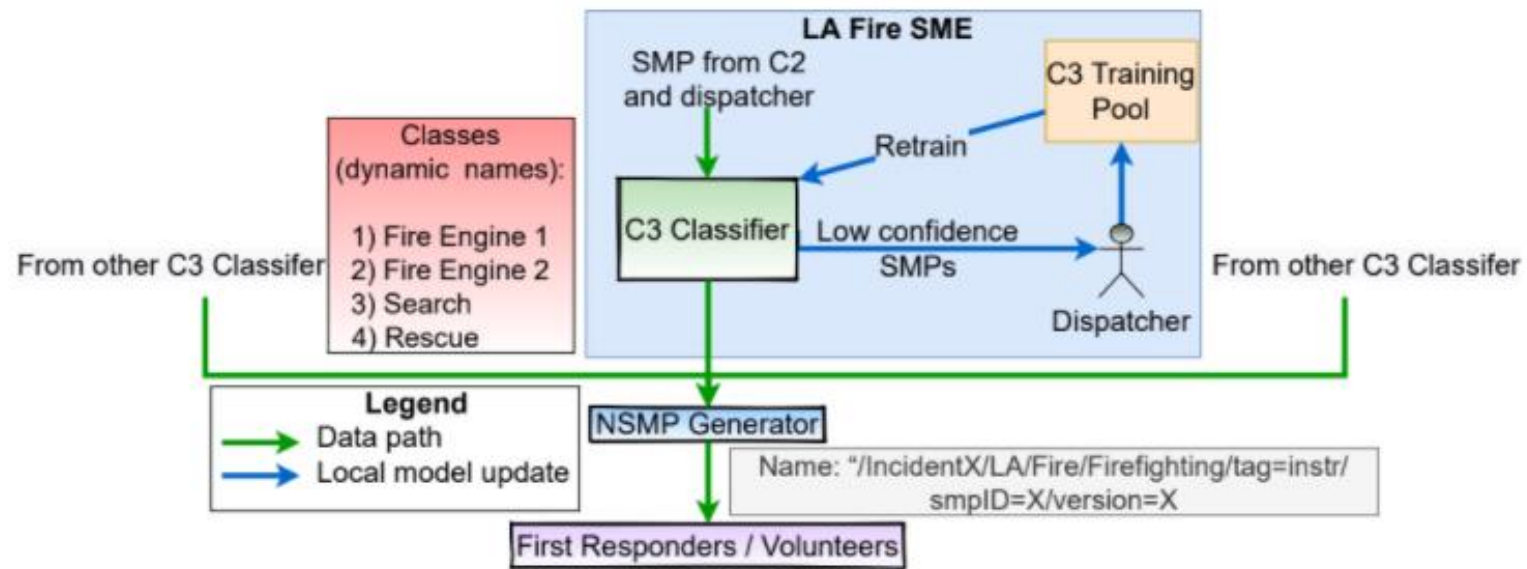 LA Fire SME
SMP from C2
and dispatcher
C3 Training
Pool
Retrain
C3 Classifier
Low confidence
SMPs
Dispatcher
Classes
(dynamic names):
1) Fire Engine 1
2) Fire Engine 2
3) Search
4) Rescue
From other C3 Classifer
From other C3 Classifer
Legend
Data path
Local model update
NSMP Generator
Name: “/IncidentX/LA/Fire/Firefighting/tag=instr/
smpID=X/version=X
First Responders / Volunteers